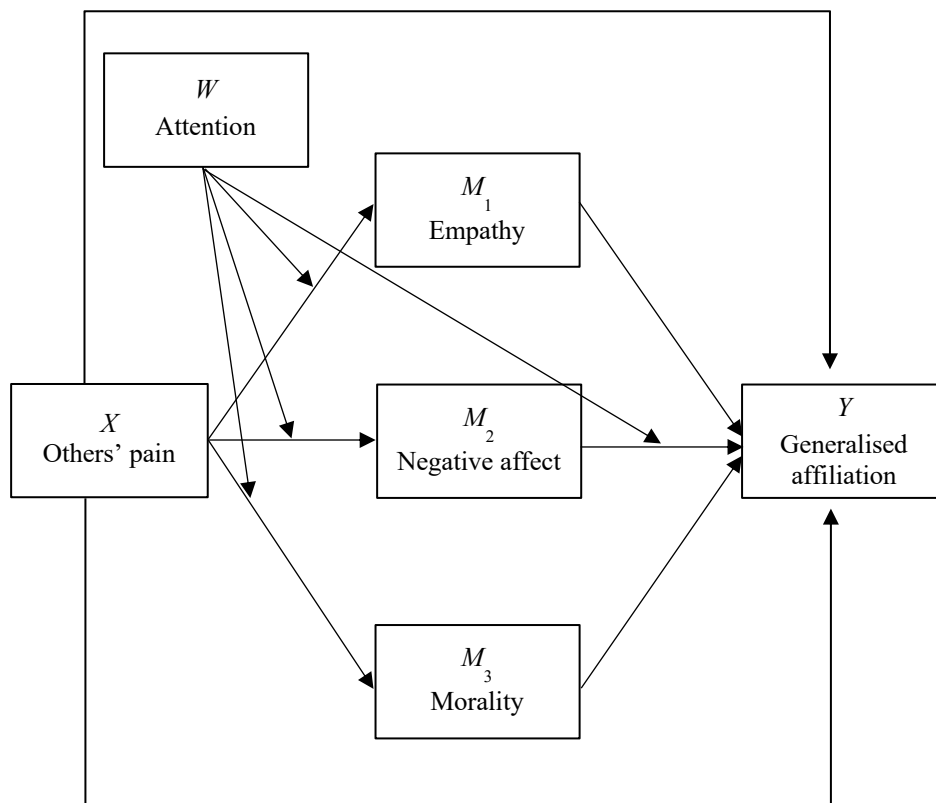 W
Attention
M1
Empathy
X
Others’ pain
M2
Negative affect
Y
Generalised
affiliation
M3
Morality